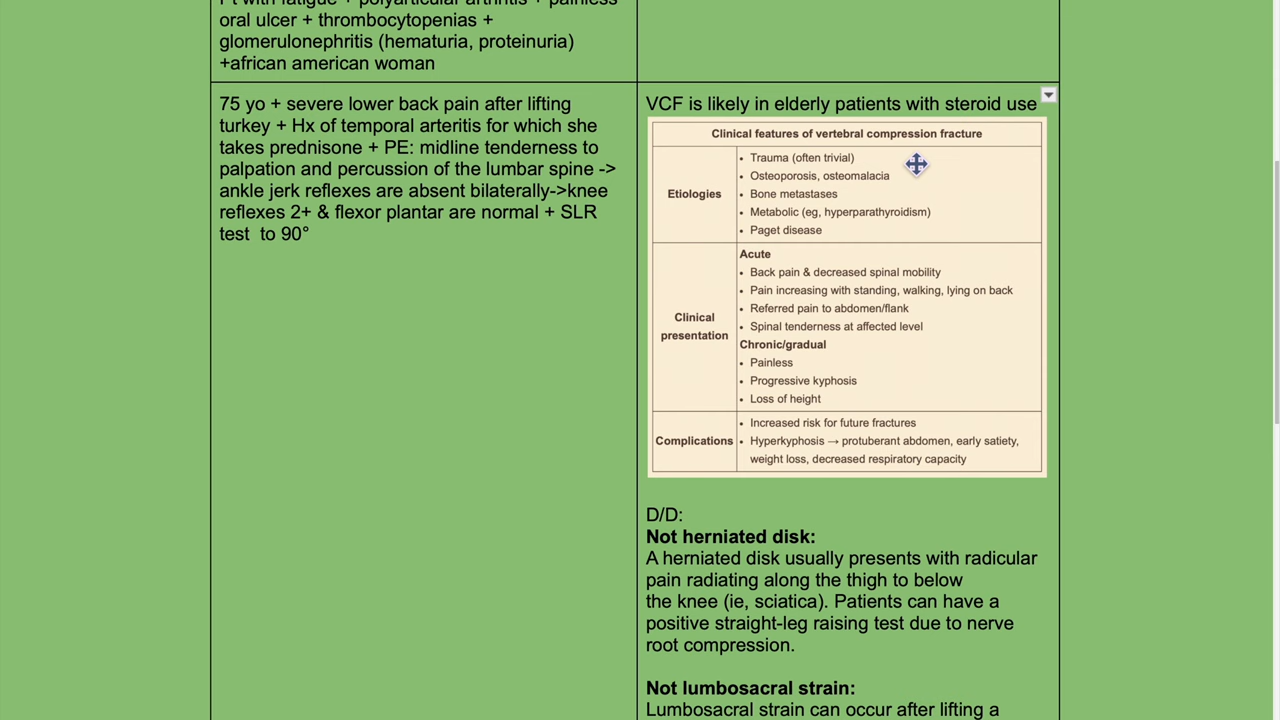 Pt with fatigue + polyarticular arthritis + painless
oral ulcer + thrombocytopenias +
glomerulonephritis (hematuria, proteinuria)
+african american woman
75 yo + severe lower back pain after lifting
turkey + Hx of temporal arteritis for which she
takes prednisone + PE: midline tenderness to
palpation and percussion of the lumbar spine ->
ankle jerk reflexes are absent bilaterally->knee
reflexes 2+ & flexor plantar are normal + SLR
test  to 90°
VCF is likely in elderly patients with steroid use
Clinical features of vertebral compression fracture
Etiologies
• Trauma (often trivial)
• Osteoporosis, osteomalacia
• Bone metastases
• Metabolic (eg, hyperparathyroidism)
• Paget disease
Clinical
presentation
Acute
• Back pain & decreased spinal mobility
• Pain increasing with standing, walking, lying on back
• Referred pain to abdomen/flank
• Spinal tenderness at affected level
Chronic/gradual
• Painless
• Progressive kyphosis
• Loss of height
Complications
• Increased risk for future fractures
• Hyperkyphosis → protuberant abdomen, early satiety,
weight loss, decreased respiratory capacity
D/D:
Not herniated disk:
A herniated disk usually presents with radicular
pain radiating along the thigh to below
the knee (ie, sciatica). Patients can have a
positive straight-leg raising test due to nerve
root compression.
Not lumbosacral strain:
Lumbosacral strain can occur after lifting a